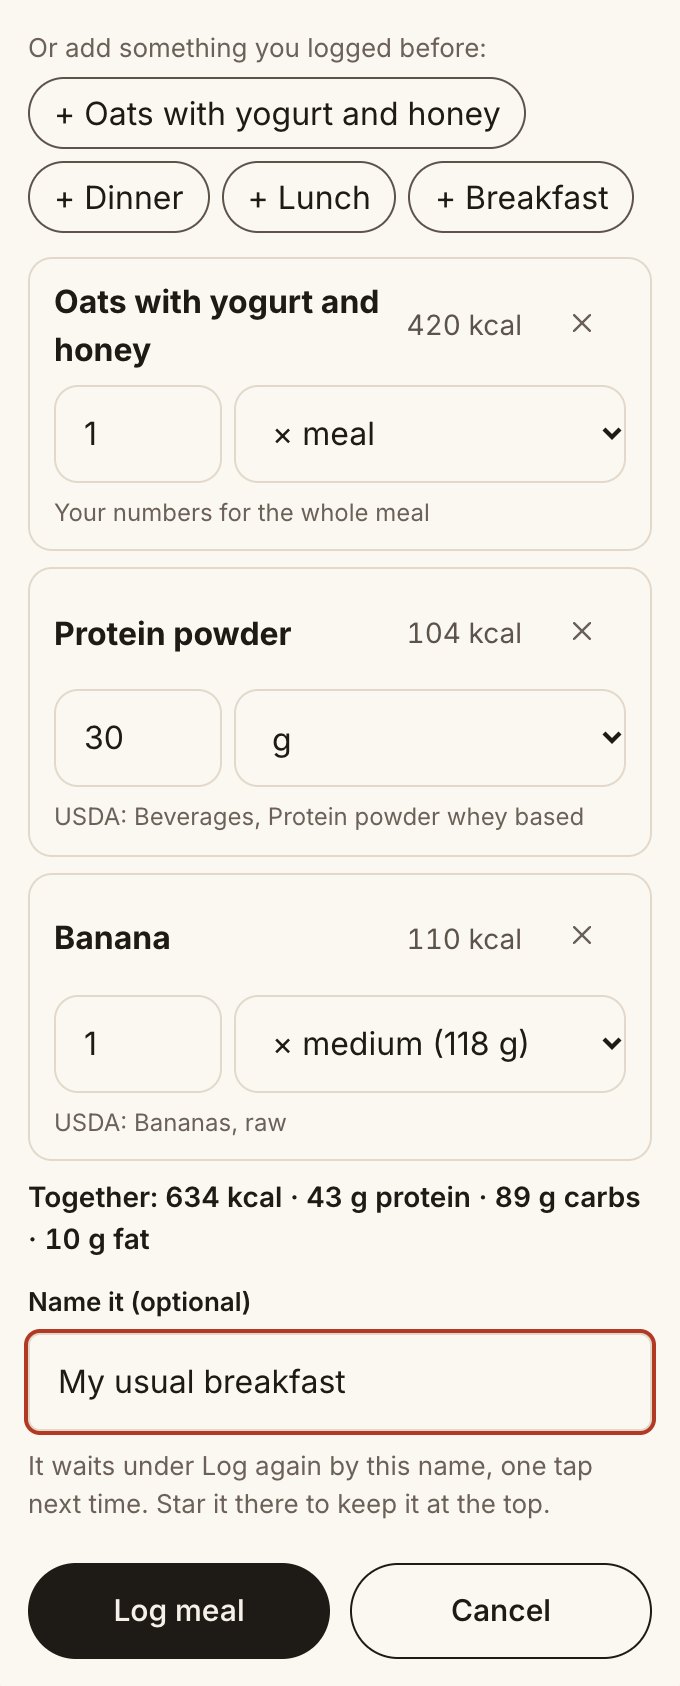 Or add something you logged before:
+ Oats with yogurt and honey
+ Dinner
+ Lunch
+ Breakfast
Oats with yogurt and
honey
420 kcal
×
1
× meal
Your numbers for the whole meal
Protein powder
104 kcal
×
30
g
USDA: Beverages, Protein powder whey based
Banana
110 kcal
×
1
× medium (118 g)
USDA: Bananas, raw
Together: 634 kcal · 43 g protein · 89 g carbs
· 10 g fat
Name it (optional)
My usual breakfast
It waits under Log again by this name, one tap
next time. Star it there to keep it at the top.
Log meal
Cancel